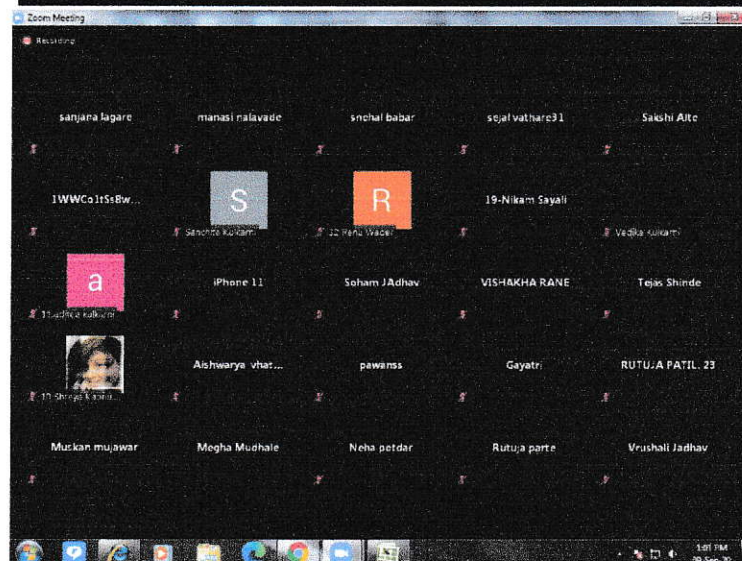 Zoom Meeting
Recording
sanjana lagare
manasi nalavade
snehal babar
sejal vathare31
Sakshi Alte
1WWCo1tSsBw...
S
Sanchita Kulkarni
R
19-Nikam Sayali
Vedika Kulkarni
a
iPhone 11
Soham JAdhav
VISHAKHA RANE
Tejas Shinde
Aishwarya vhat...
pawanss
Gayatri
RUTUJA PATIL. 23
Muskan mujawar
Megha Mudhale
Neha potdar
Rutuja parte
Vrushali Jadhav
1:01 PM